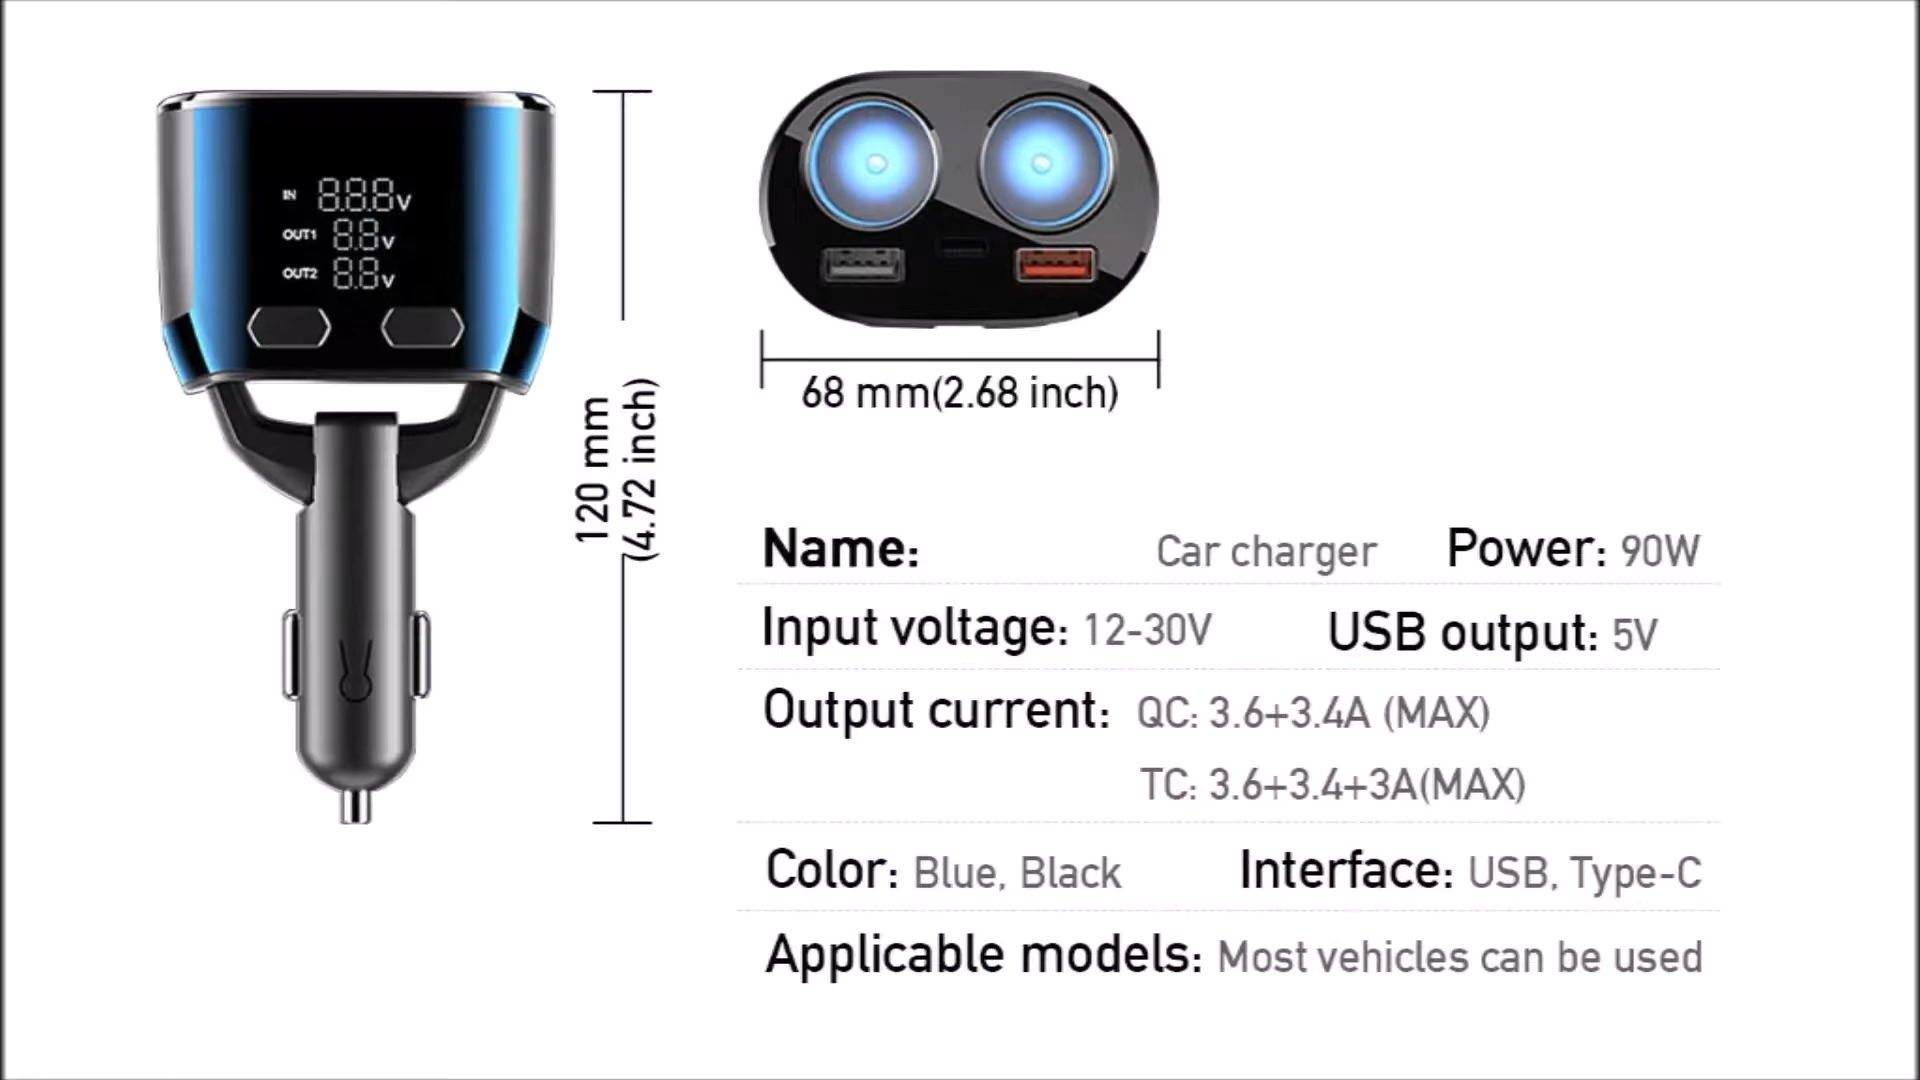 IN 8.8.8V
OUT1 8.8V
OUT2 8.8V
120 mm
(4.72 inch)
68 mm(2.68 inch)
Name: Car charger Power: 90W
Input voltage: 12-30V USB output: 5V
Output current: QC: 3.6+3.4A (MAX)
TC: 3.6+3.4+3A(MAX)
Color: Blue, Black Interface: USB, Type-C
Applicable models: Most vehicles can be used